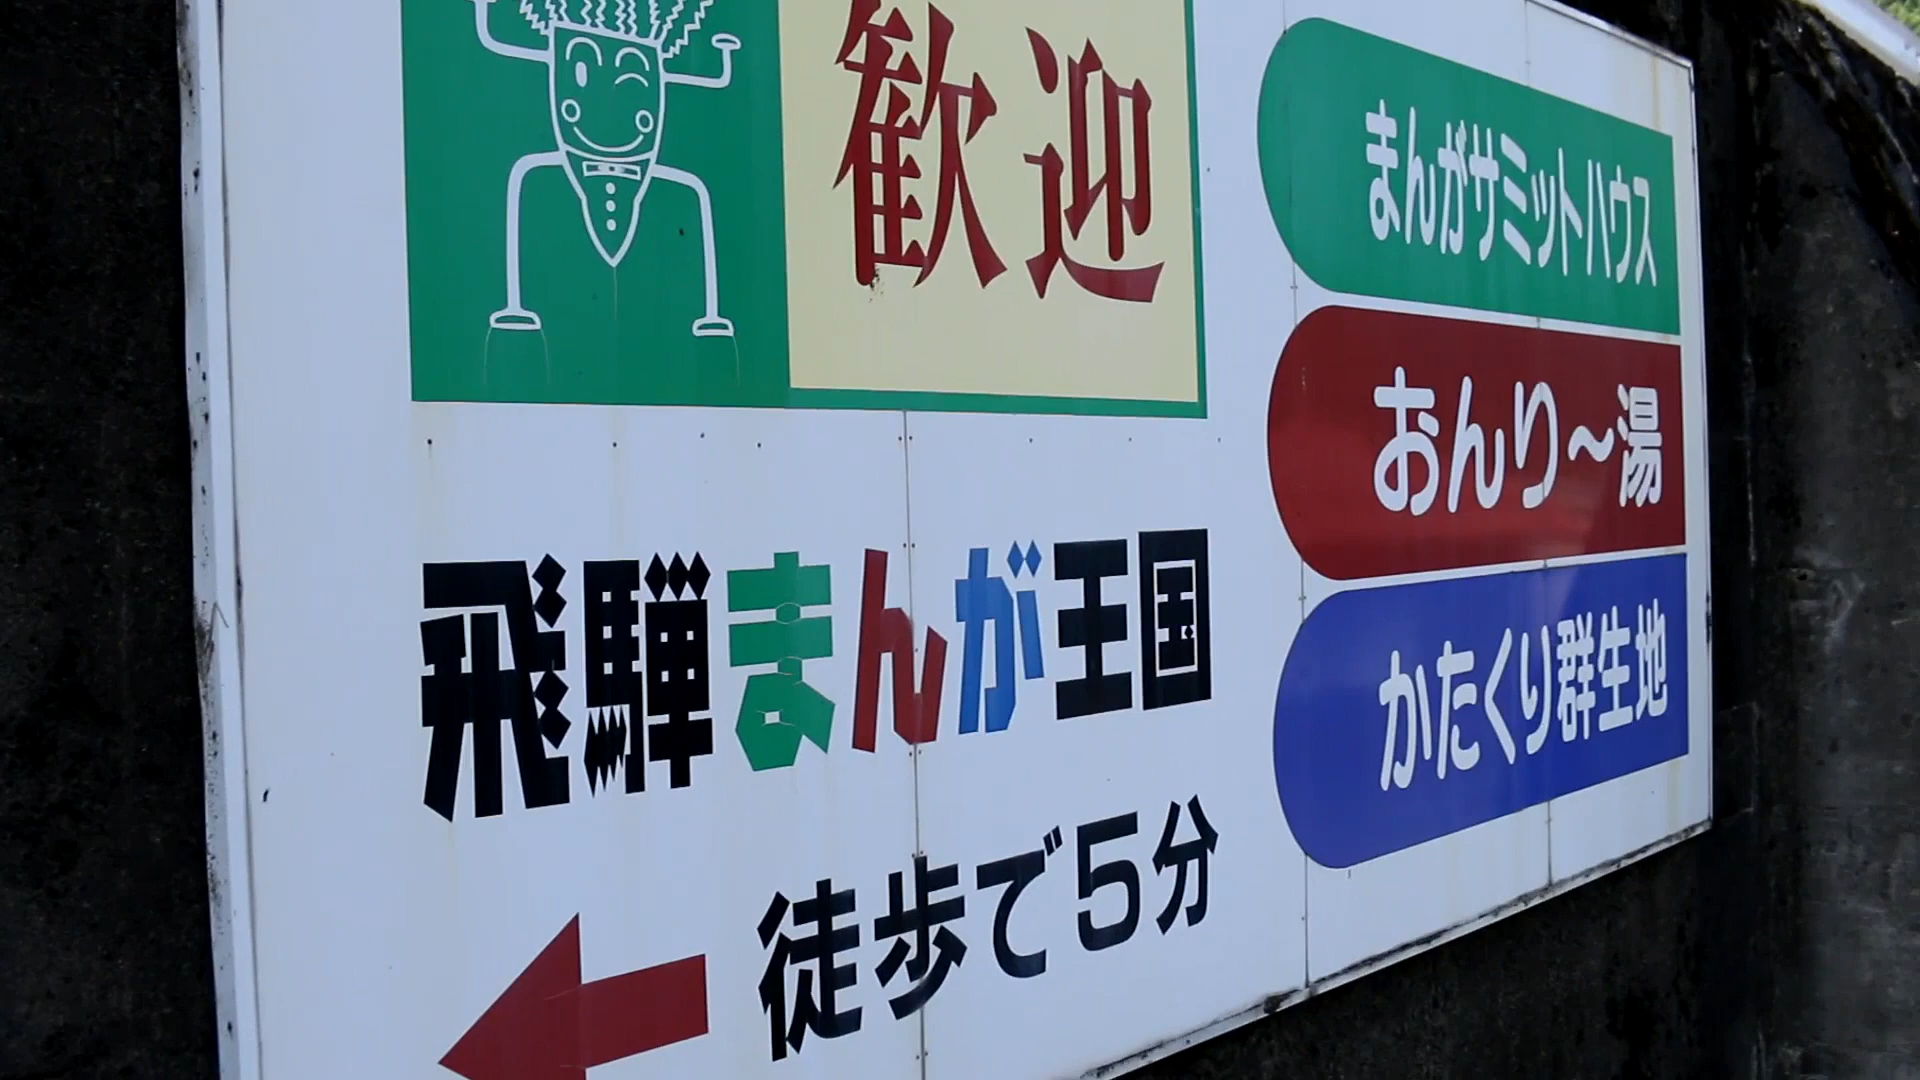 歓迎
飛騨まんが王国
徒歩で5分
まんがサミットハウス
おんり～湯
かたくり群生地